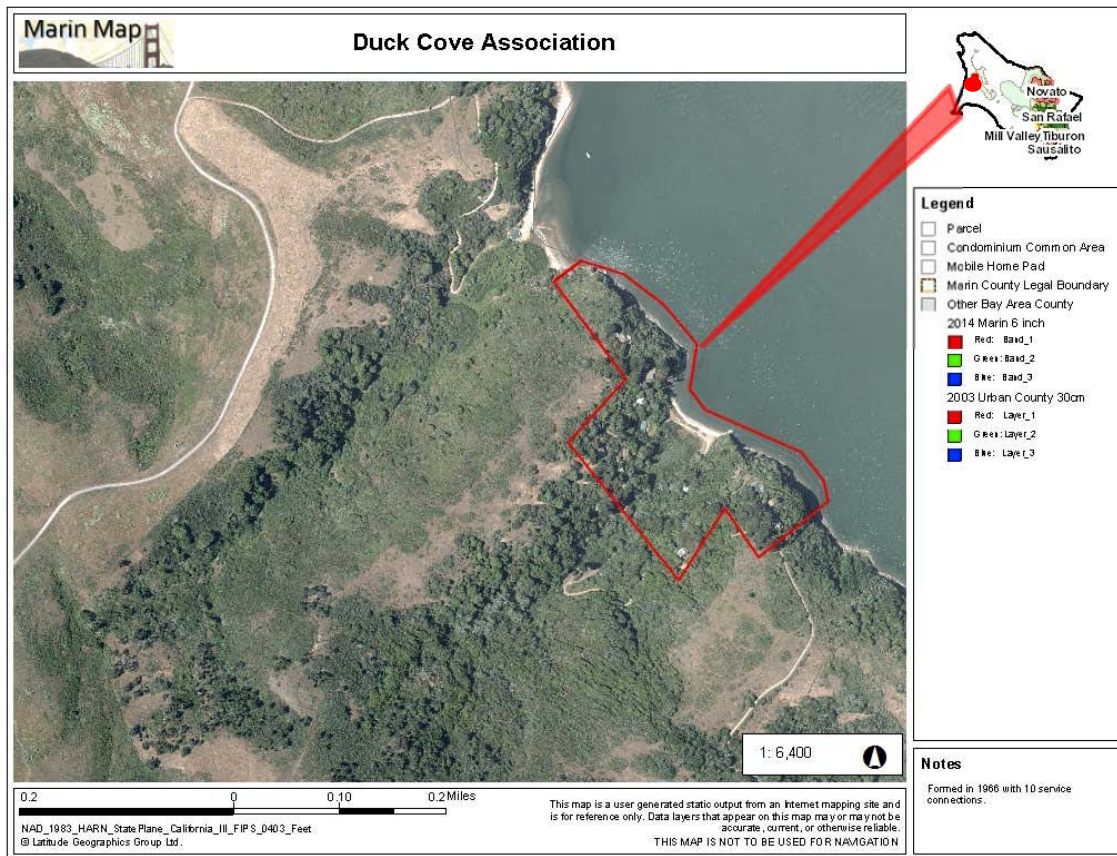 Marin Map
Duck Cove Association
Novato
San Rafael
Mill Valley Tiburon
Sausalito
Legend
Parcel
Condominium Common Area
Mobile Home Pad
Marin County Legal Boundary
Other Bay Area County
2014 Marin 6 inch
Red: Band_1
Green: Band_2
Blue: Band_3
2003 Urban County 30cm
Red: Layer_1
Green: Layer_2
Blue: Layer_3
1: 6,400
Notes
Formed in 1966 with 10 service
connections.
0.2 0 0.10 0.2 Miles
NAD_1983_HARN_StatePlane_California_III_FIPS_0403_Feet
© Latitude Geographics Group Ltd.
This map is a user generated static output from an Internet mapping site and
is for reference only. Data layers that appear on this map may or may not be
accurate, current, or otherwise reliable.
THIS MAP IS NOT TO BE USED FOR NAVIGATION